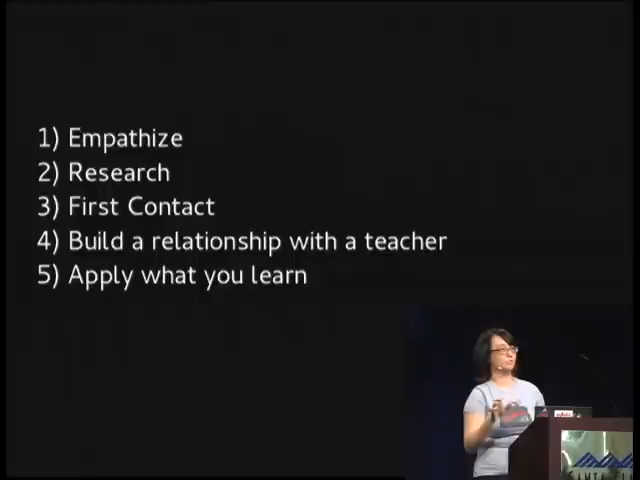 1) Empathize
2) Research
3) First Contact
4) Build a relationship with a teacher
5) Apply what you learn